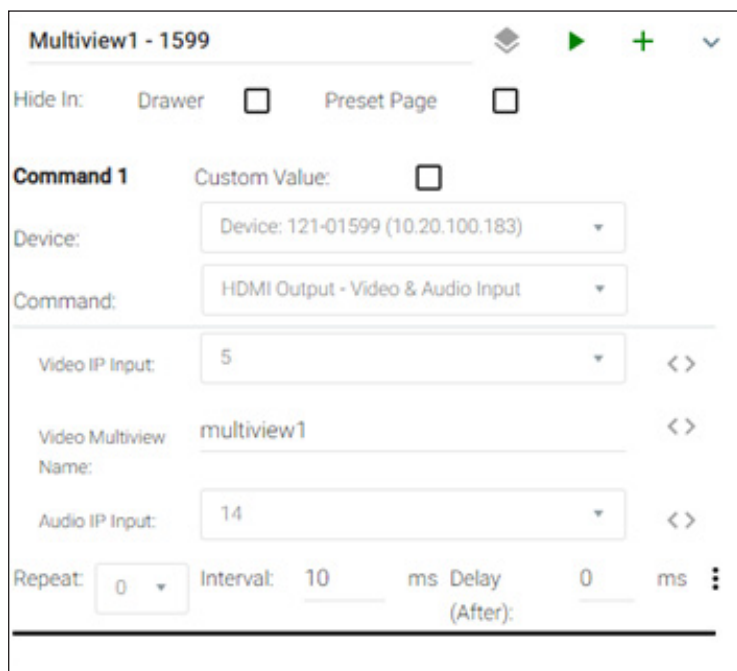 Multiview1 - 1599
Hide In: Drawer Preset Page
Command 1 Custom Value:
Device: Device: 121-01599 (10.20.100.183)
Command: HDMI Output - Video & Audio Input
Video IP Input: 5
Video Multiview multiview1
Name:
Audio IP Input: 14
Repeat: 0 Interval: 10 ms Delay 0 ms
(After):